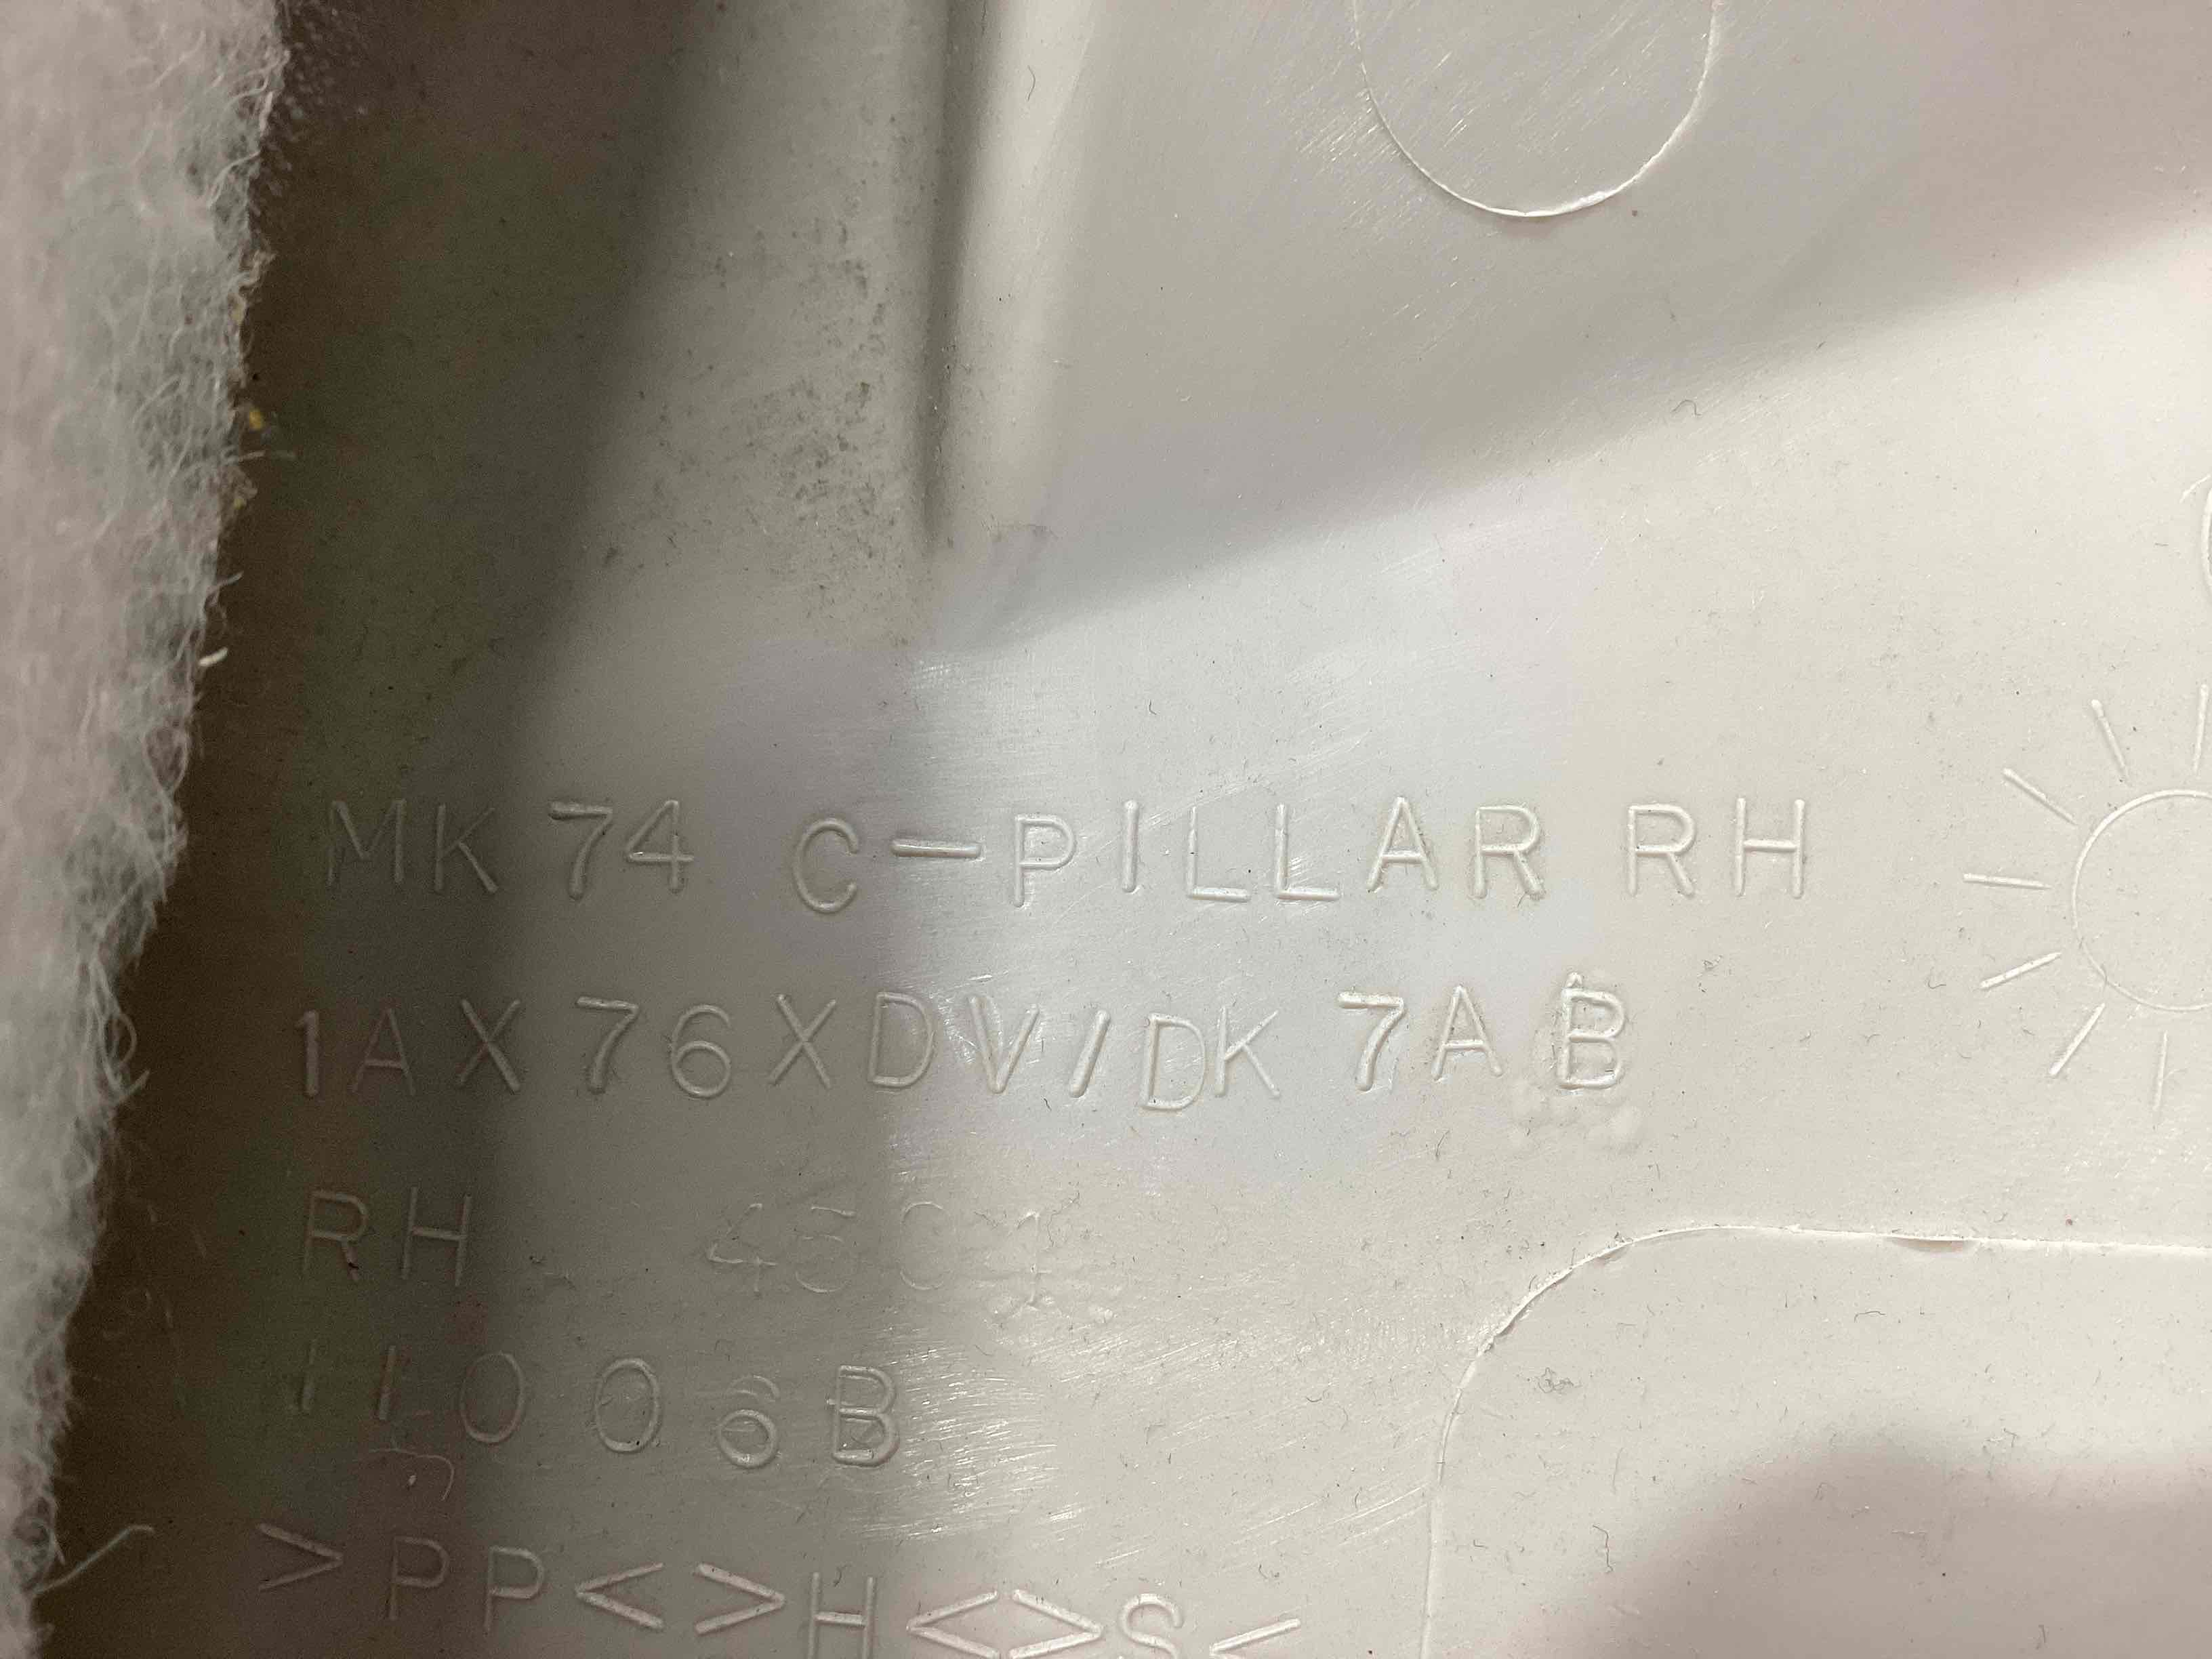 MK 74 C-PILLAR RH
1AX76XDV/DK 7AB
RH
11006B
>PP<>H<>S<